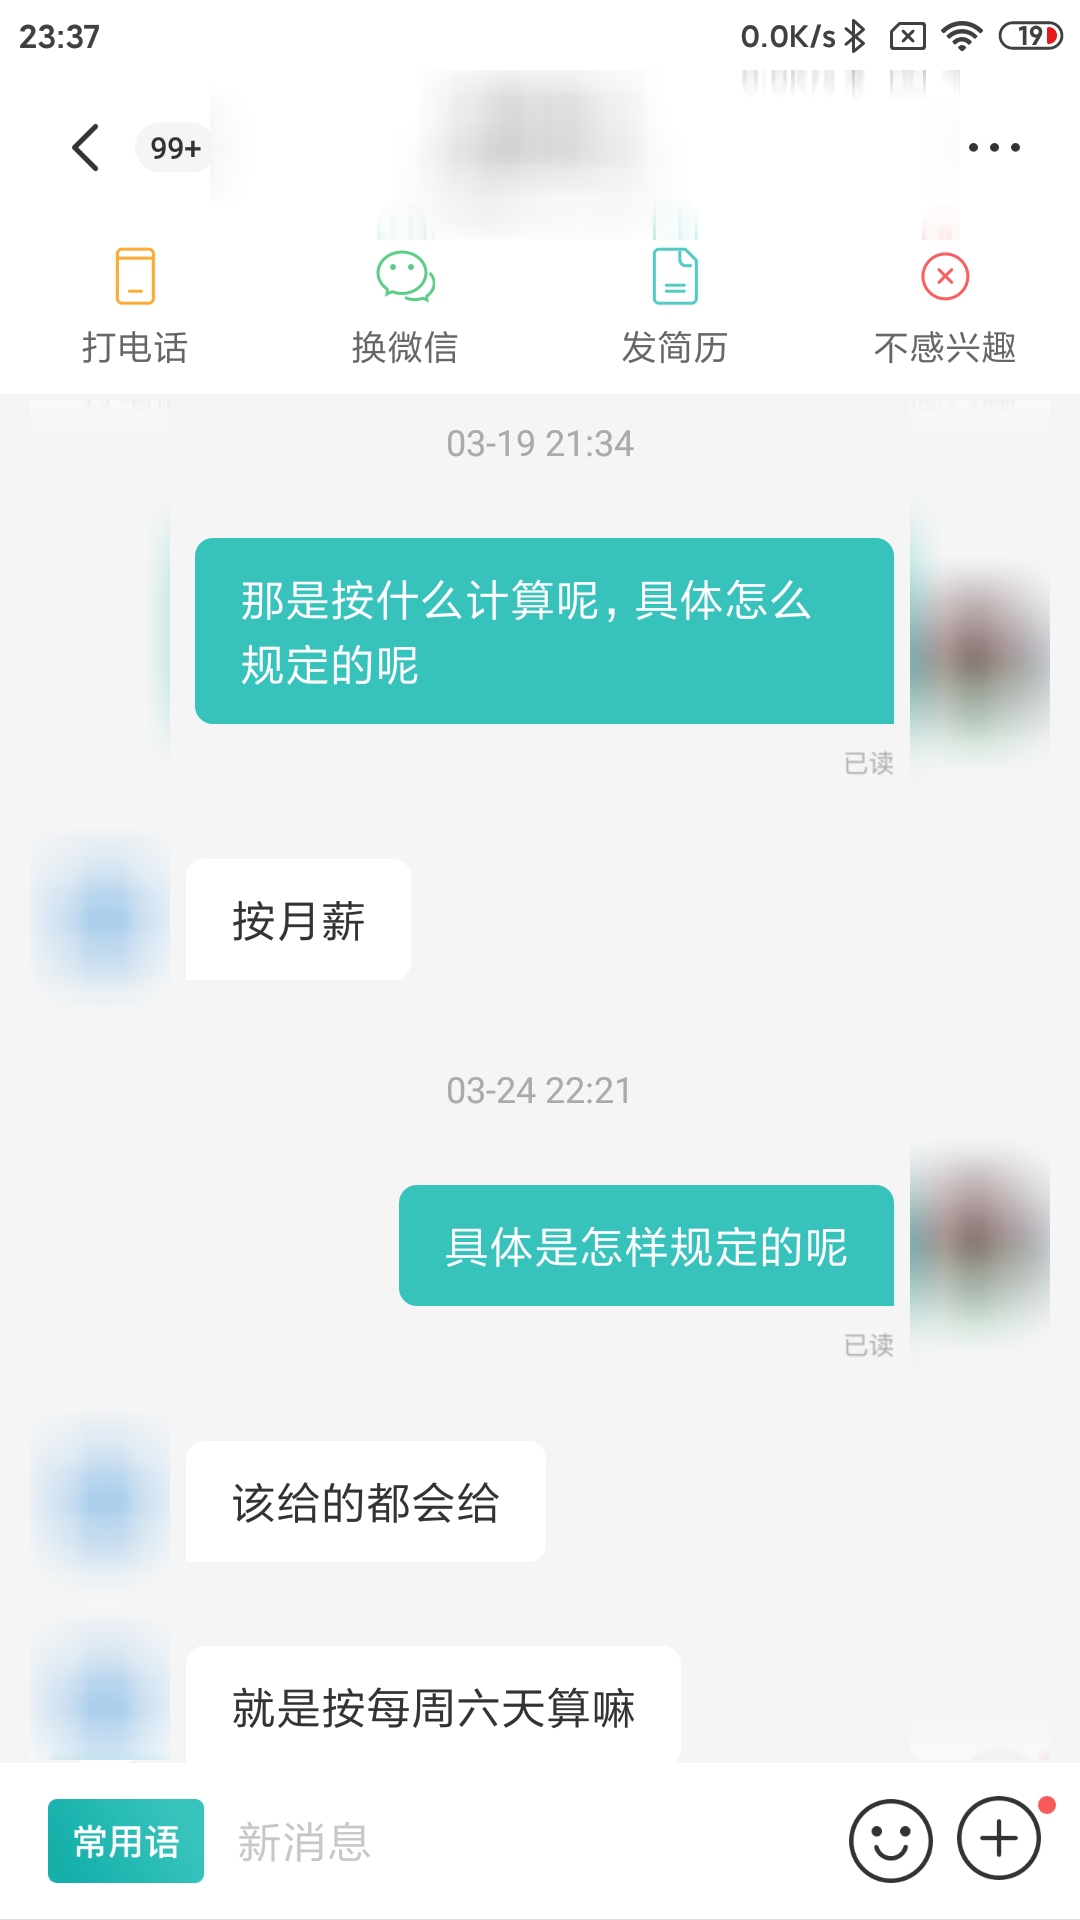 23:37
0.0K/s
19
99+
打电话
换微信
发简历
不感兴趣
03-19 21:34
那是按什么计算呢，具体怎么
规定的呢
已读
按月薪
03-24 22:21
具体是怎样规定的呢
已读
该给的都会给
就是按每周六天算嘛
常用语
新消息